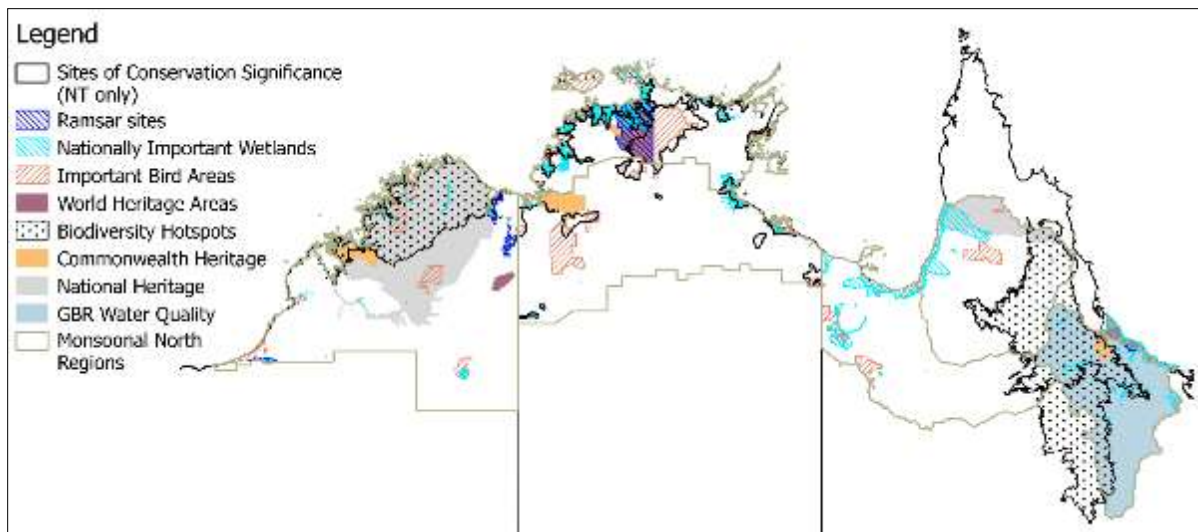 Legend
Sites of Conservation Significance
(NT only)
Ramsar sites
Nationally Important Wetlands
Important Bird Areas
World Heritage Areas
Biodiversity Hotspots
Commonwealth Heritage
National Heritage
GBR Water Quality
Monsoonal North
Regions